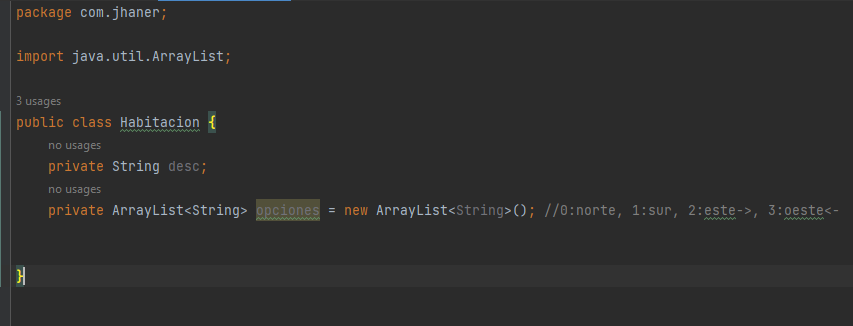 package com.jhaner;
import java.util.ArrayList;
3 usages
public class Habitacion {
no usages
private String desc;
no usages
private ArrayList<String> opciones = new ArrayList<String>(); //0:norte, 1:sur, 2:este->, 3:oeste<-
}